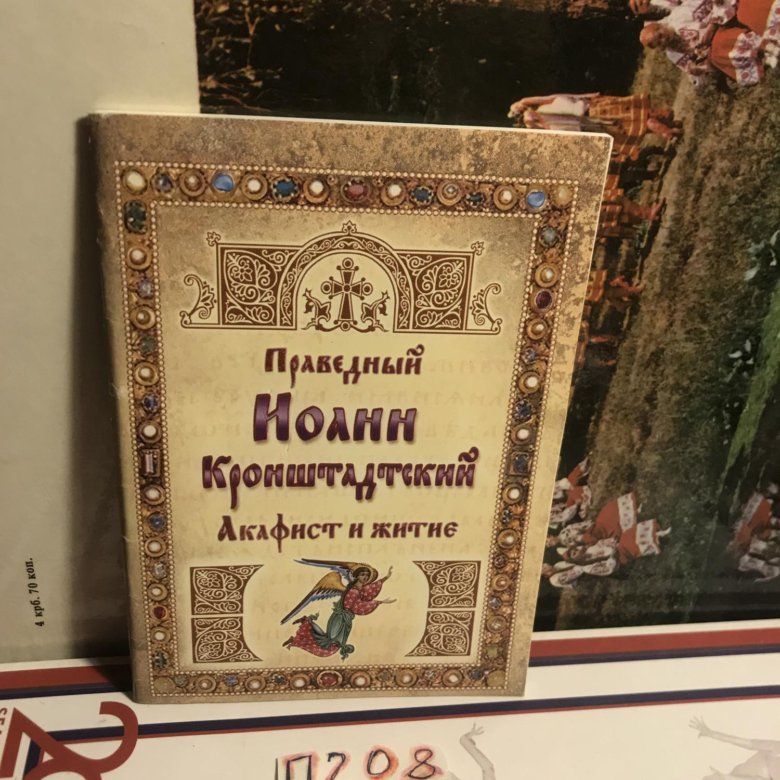 Праведный
Иоанн
Кронштадтский
Акафист и житие
4 крб. 70 коп.
П208